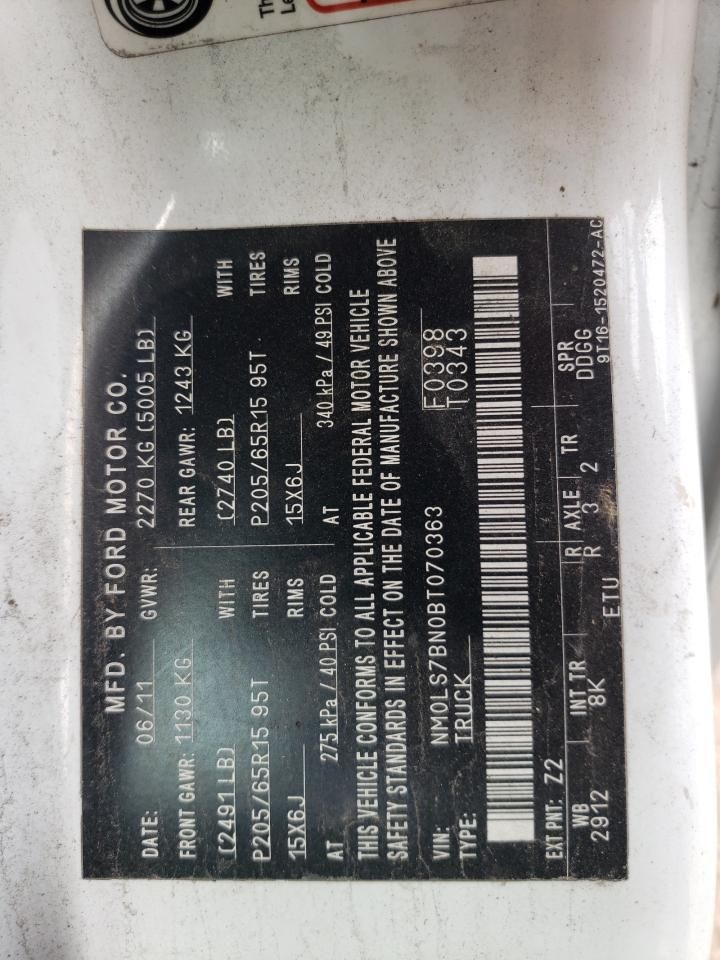 Th
Le
MFD. BY FORD MOTOR CO.
DATE: 06/11 GVWR: 2270 KG (5005 LB)
FRONT GAWR: 1130 KG REAR GAWR: 1243 KG
(2491 LB) WITH (2740 LB) WITH
P205/65R15 95T TIRES P205/65R15 95T TIRES
15X6J RIMS 15X6J RIMS
AT 275 kPa / 40 PSI COLD AT 340 kPa / 49 PSI COLD
THIS VEHICLE CONFORMS TO ALL APPLICABLE FEDERAL MOTOR VEHICLE
SAFETY STANDARDS IN EFFECT ON THE DATE OF MANUFACTURE SHOWN ABOVE
VIN: NM0LS7BN0BT070363 F0398
TYPE: TRUCK T0343
EXT PNT: Z2
WB INT TR R AXLE TR SPR
2912 8K R 3 2 DDGG
ETU 9T16-1520472-AC